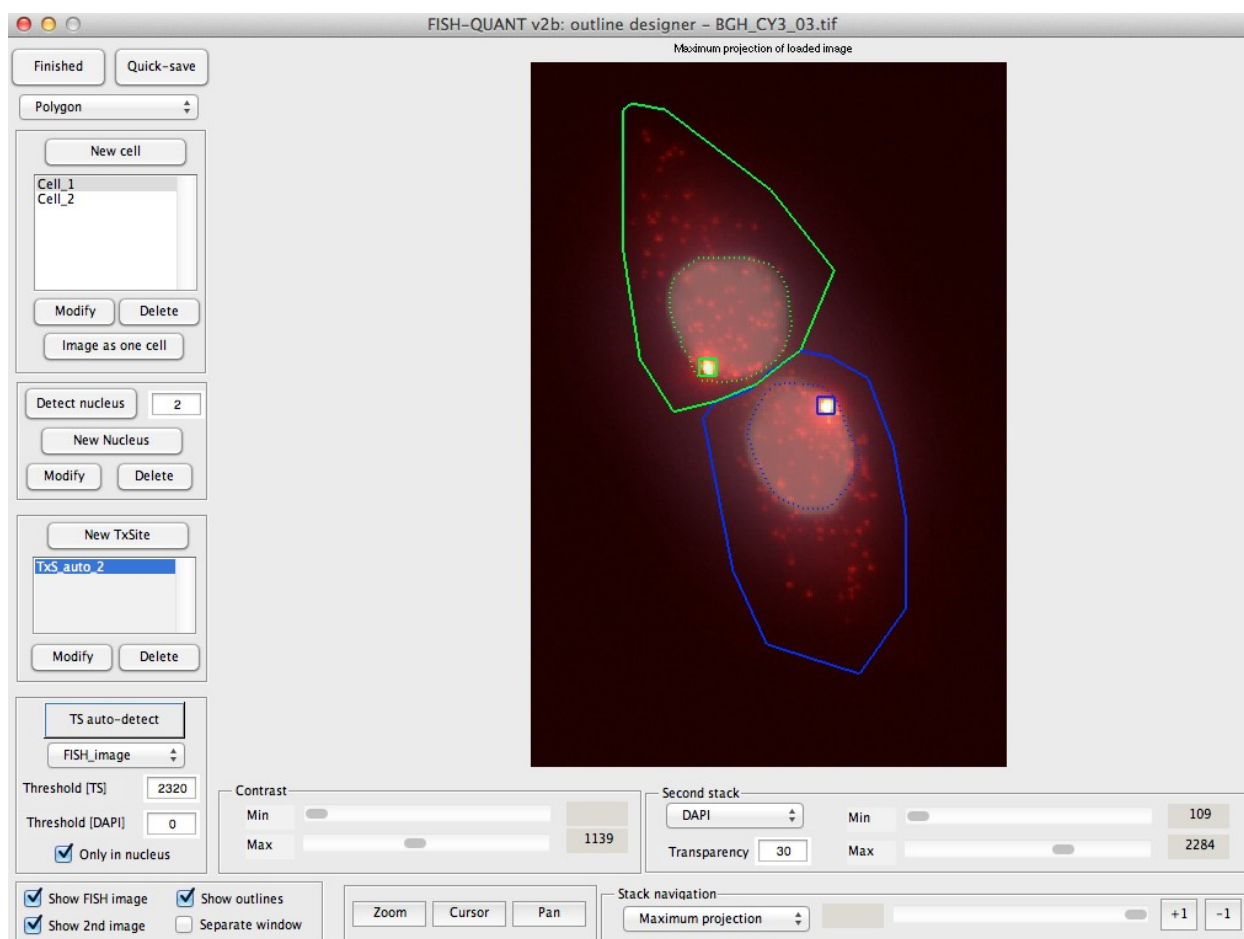 FISH-QUANT v2b: outline designer – BGH_CY3_03.tif
Finished
Quick-save
Maximum projection of loaded image
Polygon
New cell
Cell_1
Cell_2
Modify
Delete
Image as one cell
Detect nucleus
2
New Nucleus
Modify
Delete
New TxSite
TxS_auto_2
Modify
Delete
TS auto-detect
FISH_image
Threshold [TS]
2320
Threshold [DAPI]
0
Only in nucleus
Contrast
Min
Max
1139
Second stack
DAPI
Min
109
Transparency
30
Max
2284
Show FISH image
Show outlines
Show 2nd image
Separate window
Zoom
Cursor
Pan
Stack navigation
Maximum projection
+1
-1